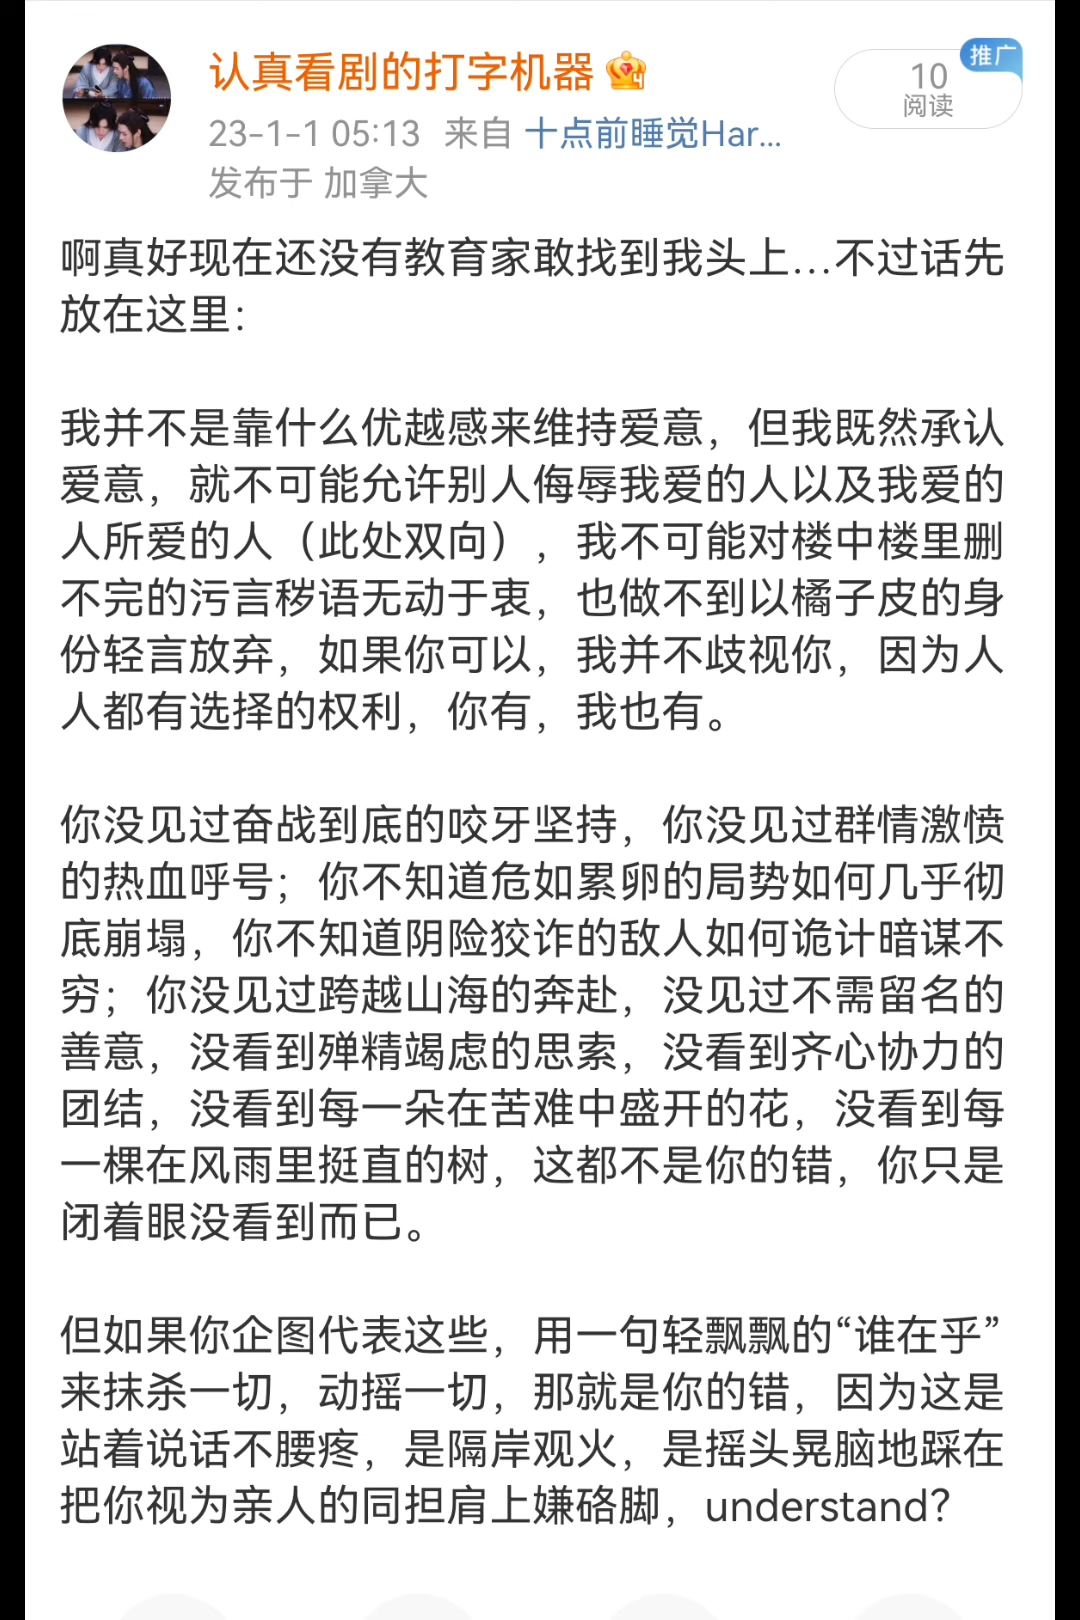 认真看剧的打字机器
推广
10
阅读
23-1-1 05:13 来自 十点前睡觉Har...
发布于 加拿大
啊真好现在还没有教育家敢找到我头上...不过话先
放在这里：
我并不是靠什么优越感来维持爱意，但我既然承认
爱意，就不可能允许别人侮辱我爱的人以及我爱的
人所爱的人（此处双向），我不可能对楼中楼里删
不完的污言秽语无动于衷，也做不到以橘子皮的身
份轻言放弃，如果你可以，我并不歧视你，因为人
人都有选择的权利，你有，我也有。
你没见过奋战到底的咬牙坚持，你没见过群情激愤
的热血呼号；你不知道危如累卵的局势如何几乎彻
底崩塌，你不知道阴险狡诈的敌人如何诡计暗谋不
穷；你没见过跨越山海的奔赴，没见过不需留名的
善意，没看到殚精竭虑的思索，没看到齐心协力的
团结，没看到每一朵在苦难中盛开的花，没看到每
一棵在风雨里挺直的树，这都不是你的错，你只是
闭着眼没看到而已。
但如果你企图代表这些，用一句轻飘飘的“谁在乎”
来抹杀一切，动摇一切，那就是你的错，因为这是
站着说话不腰疼，是隔岸观火，是摇头晃脑地踩在
把你视为亲人的同担肩上嫌硌脚，understand？